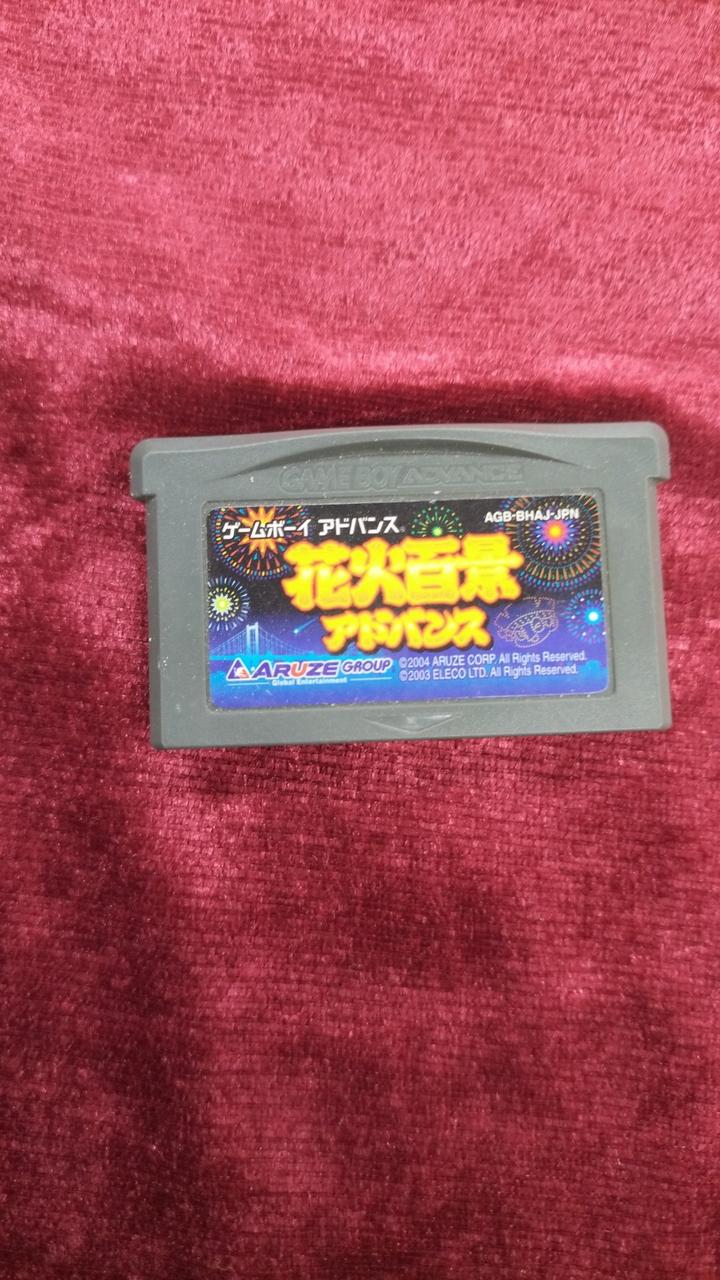 GAME BOY ADVANCE
ゲームボーイ アドバンス
AGB-BHAJ-JPN
花火百景
アドバンス
ARUZE GROUP
Global Entertainment
©2004 ARUZE CORP. All Rights Reserved.
©2003 ELECO LTD. All Rights Reserved.